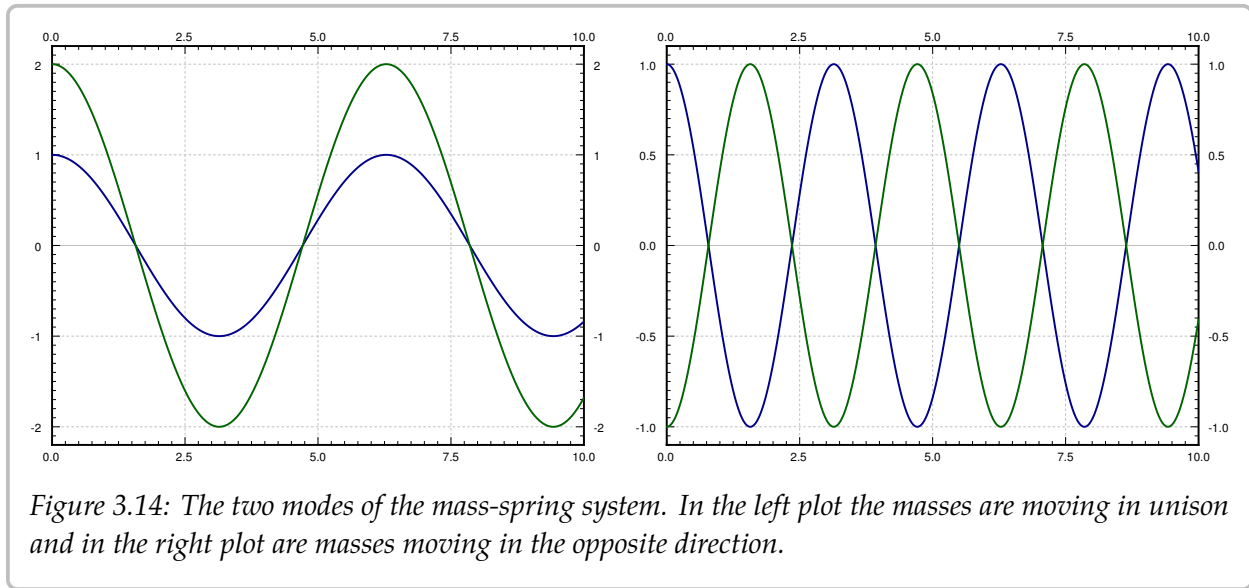 0.0 2.5 5.0 7.5 10.0 0.0 2.5 5.0 7.5 10.0
2 2 1.0 1.0
1 1 0.5 0.5
0 0 0.0 0.0
-1 -1 -0.5 -0.5
-2 -2 -1.0 -1.0
0.0 2.5 5.0 7.5 10.0 0.0 2.5 5.0 7.5 10.0
Figure 3.14: The two modes of the mass-spring system. In the left plot the masses are moving in unison
and in the right plot are masses moving in the opposite direction.